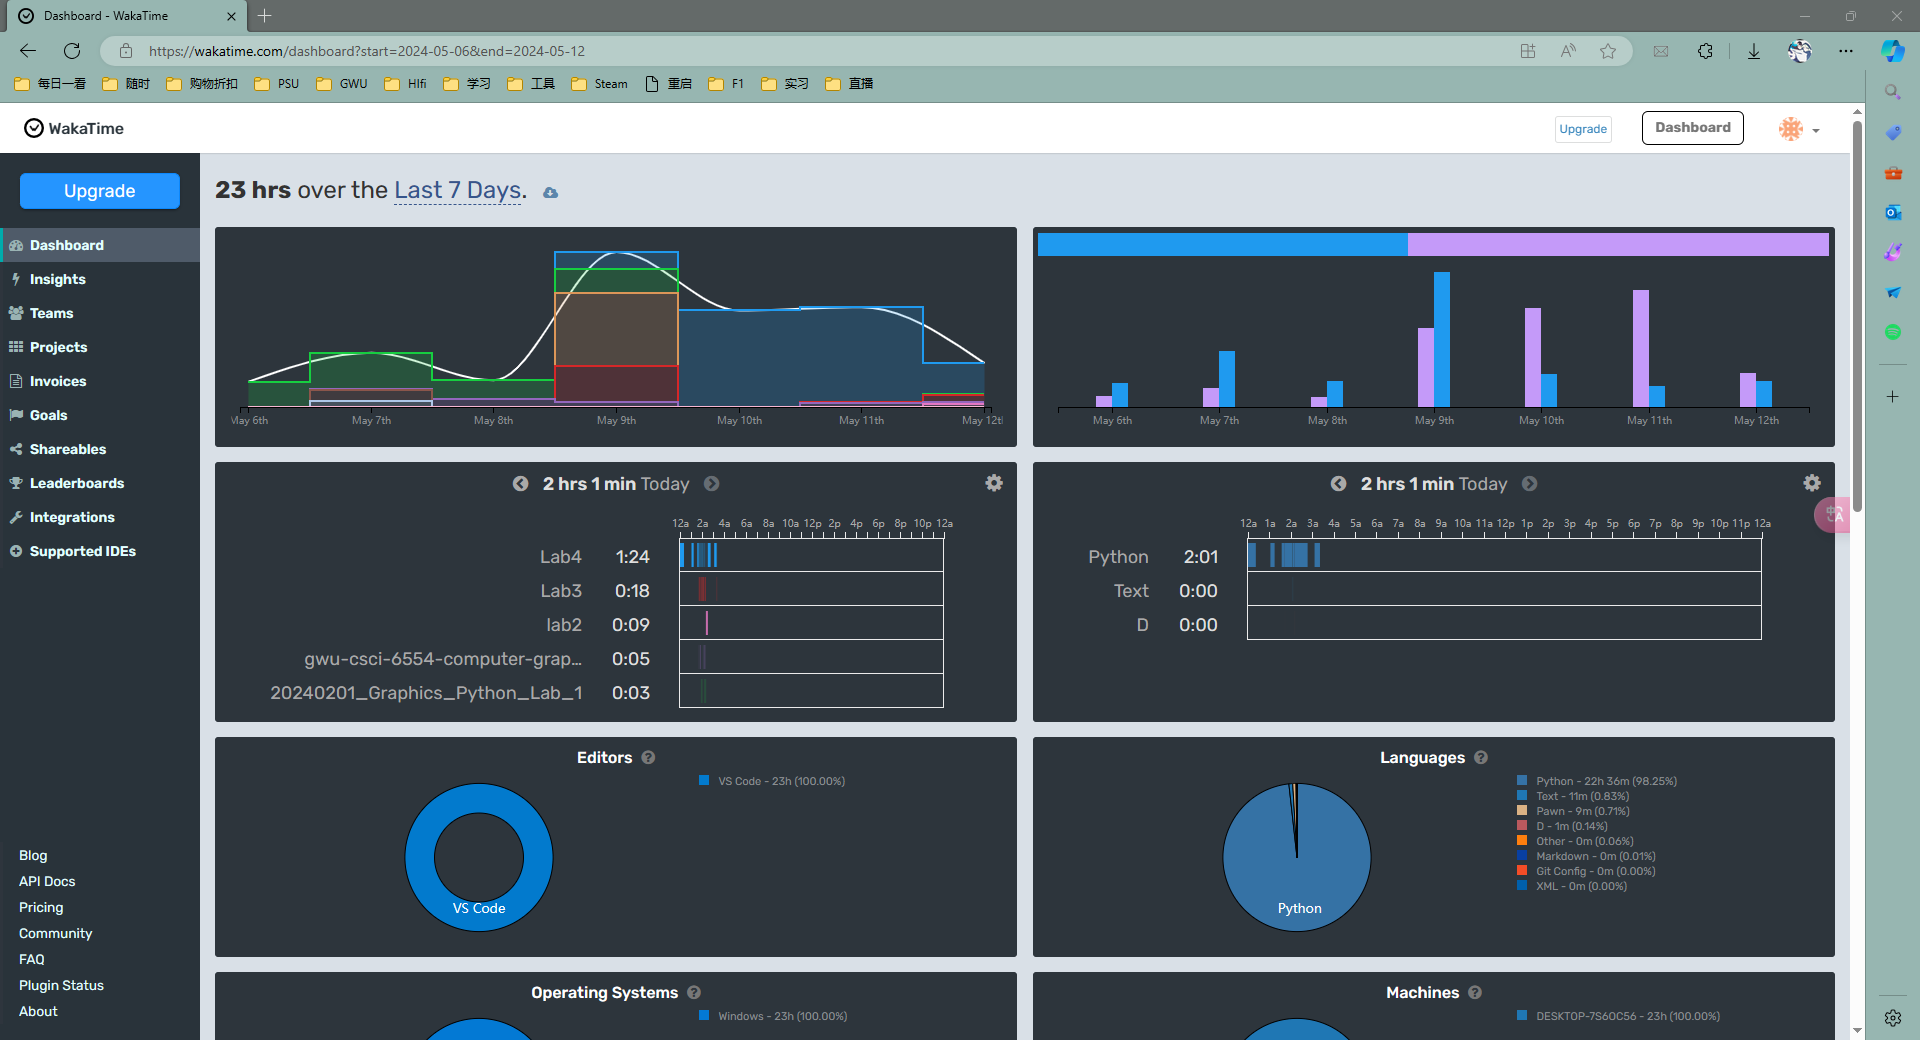 Dashboard - WakaTime
https://wakatime.com/dashboard?start=2024-05-06&end=2024-05-12
每日一看 随时 购物折扣 PSU GWU HIfi 学习 工具 Steam 重启 F1 实习 直播
WakaTime
Upgrade
Dashboard
Upgrade
Dashboard
Insights
Teams
Projects
Invoices
Goals
Shareables
Leaderboards
Integrations
Supported IDEs
Blog
API Docs
Pricing
Community
FAQ
Plugin Status
About
23 hrs over the Last 7 Days.
May 6th May 7th May 8th May 9th May 10th May 11th May 12th
May 6th May 7th May 8th May 9th May 10th May 11th May 12th
2 hrs 1 min Today
12a 2a 4a 6a 8a 10a 12p 2p 4p 6p 8p 10p 12a
Lab4 1:24
Lab3 0:18
lab2 0:09
gwu-csci-6554-computer-grap... 0:05
20240201_Graphics_Python_Lab_1 0:03
2 hrs 1 min Today
12a 1a 2a 3a 4a 5a 6a 7a 8a 9a 10a 11a 12p 1p 2p 3p 4p 5p 6p 7p 8p 9p 10p 11p 12a
Python 2:01
Text 0:00
D 0:00
Editors
VS Code - 23h (100.00%)
VS Code
Languages
Python - 22h 36m (98.25%)
Text - 11m (0.83%)
Pawn - 9m (0.71%)
D - 1m (0.14%)
Other - 0m (0.06%)
Markdown - 0m (0.01%)
Git Config - 0m (0.00%)
XML - 0m (0.00%)
Python
Operating Systems
Windows - 23h (100.00%)
Machines
DESKTOP-7S6OC56 - 23h (100.00%)